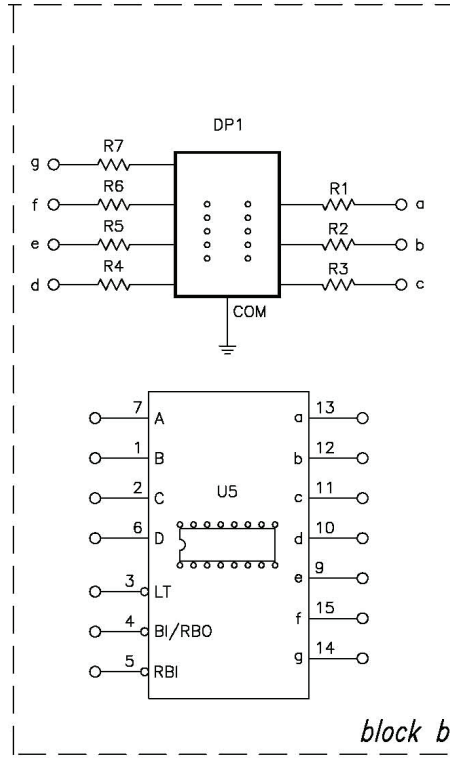 DP1
g R7
f R6 R1 a
e R5 R2 b
d R4 R3 c
COM
7 A a 13
1 B b 12
2 C U5 c 11
6 D d 10
e 9
3 LT
f 15
4 BI/RBO
g 14
5 RBI
block b